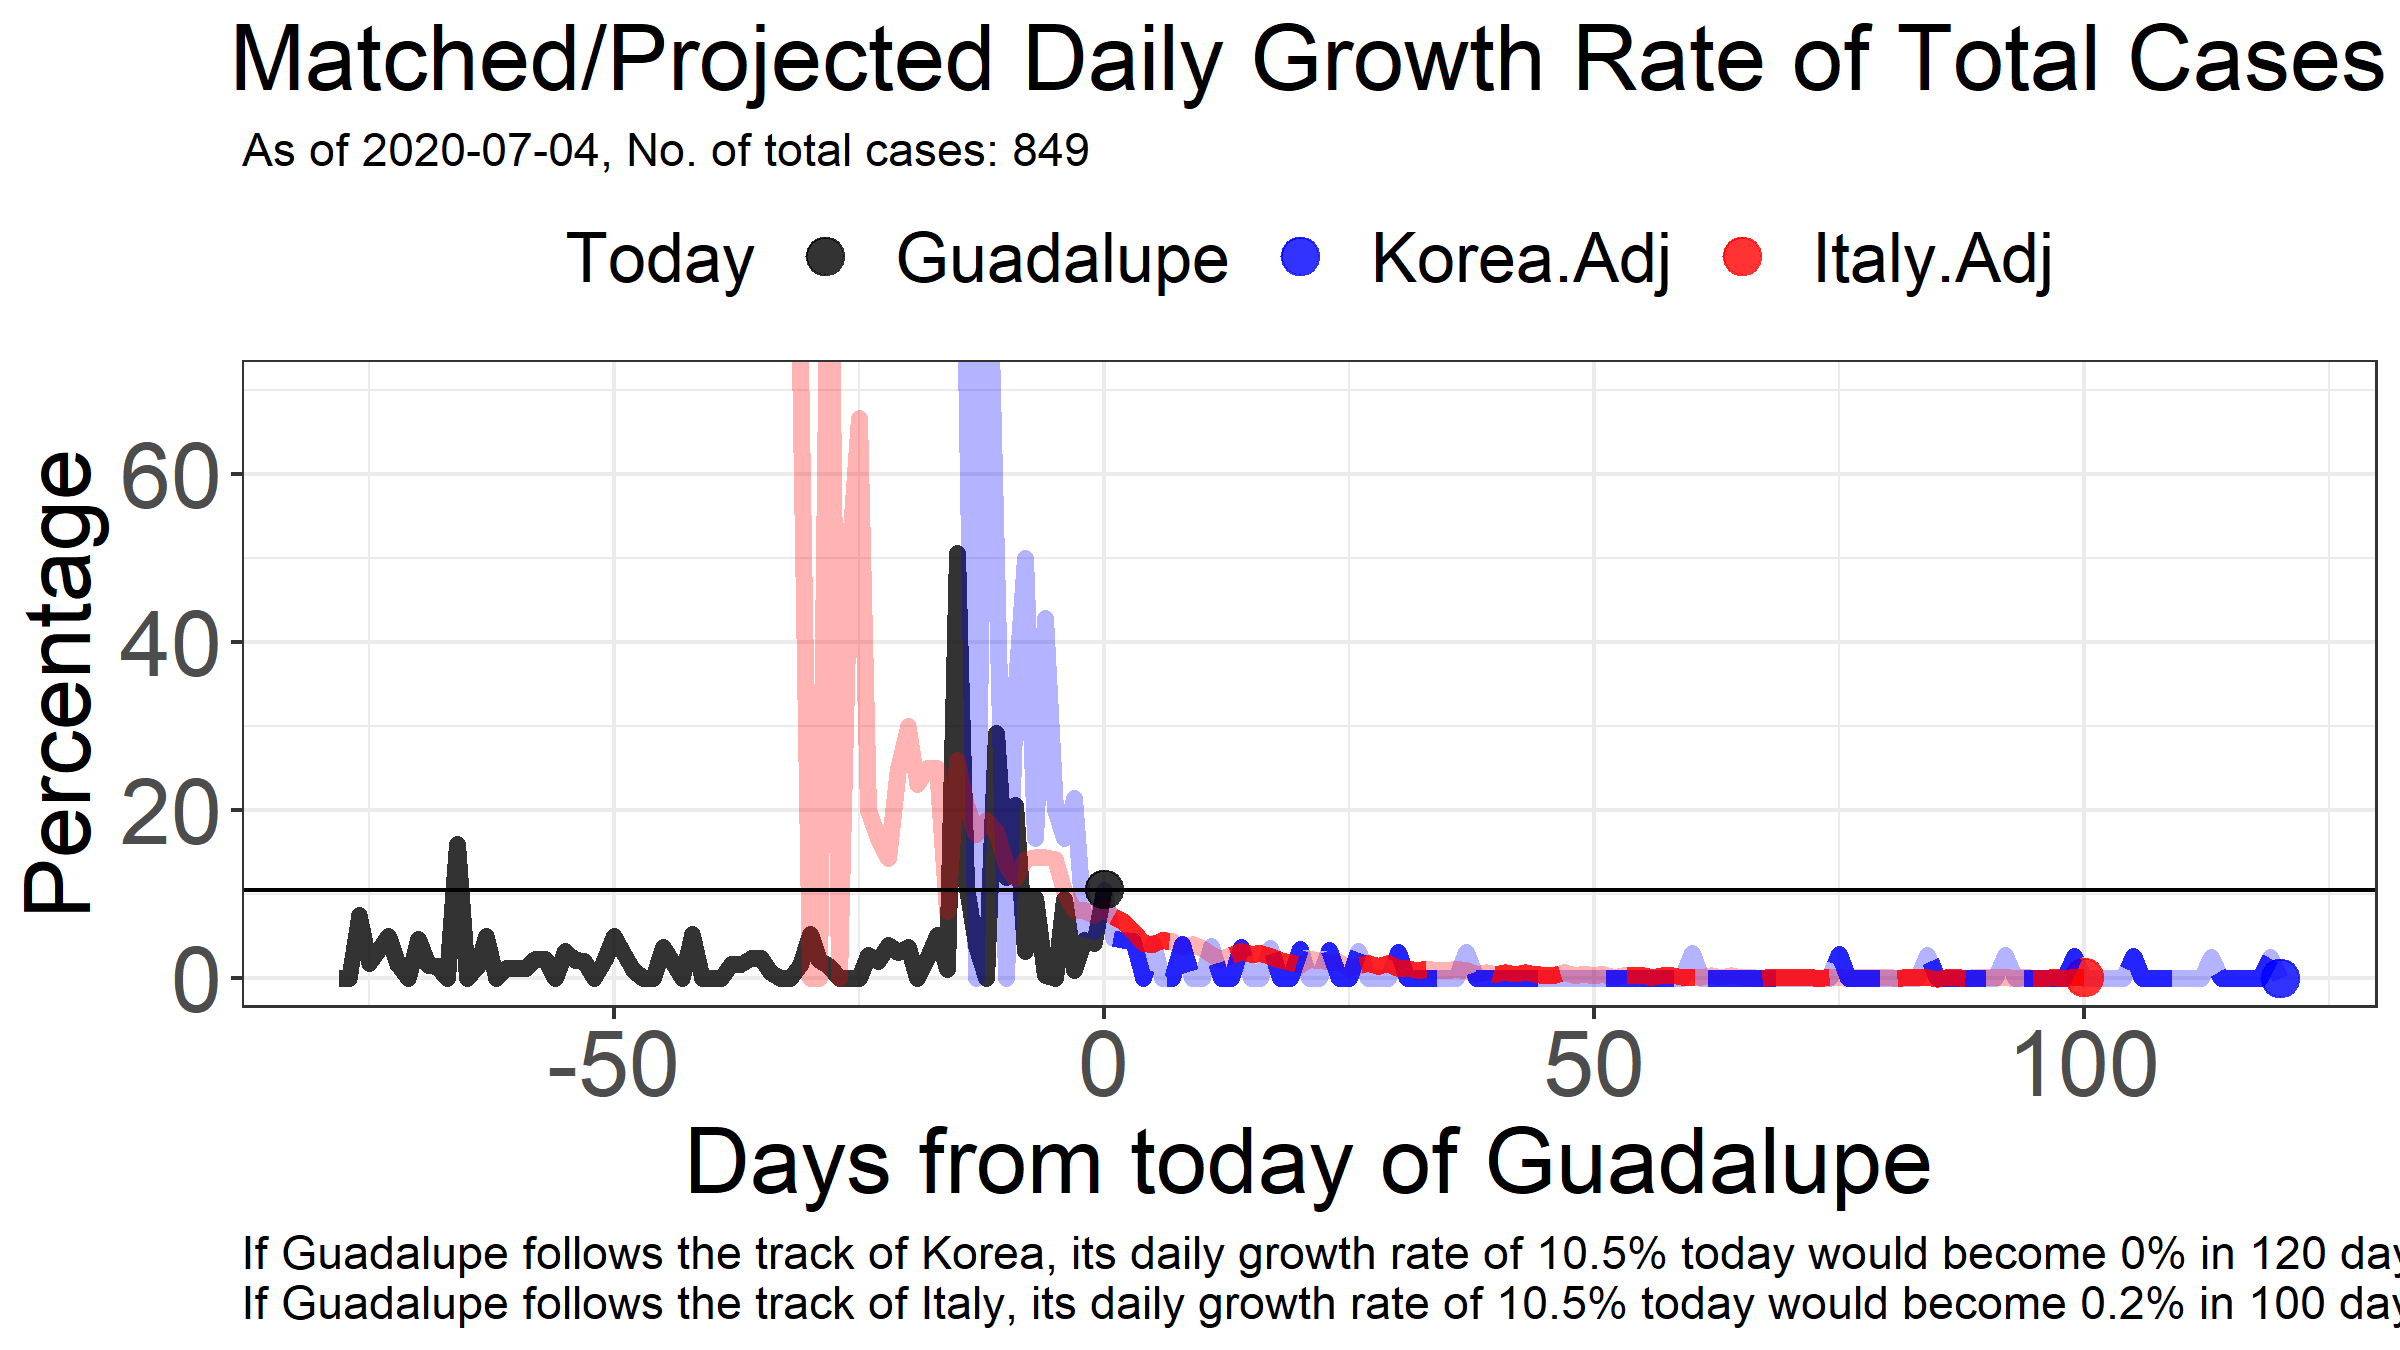 Matched/Projected Daily Growth Rate of Total Cases
As of 2020-07-04, No. of total cases: 849
Today Guadalupe Korea.Adj Italy.Adj
Percentage
60
40
20
0
-50 0 50 100
Days from today of Guadalupe
If Guadalupe follows the track of Korea, its daily growth rate of 10.5% today would become 0% in 120
If Guadalupe follows the track of Italy, its daily growth rate of 10.5% today would become 0.2% in 100